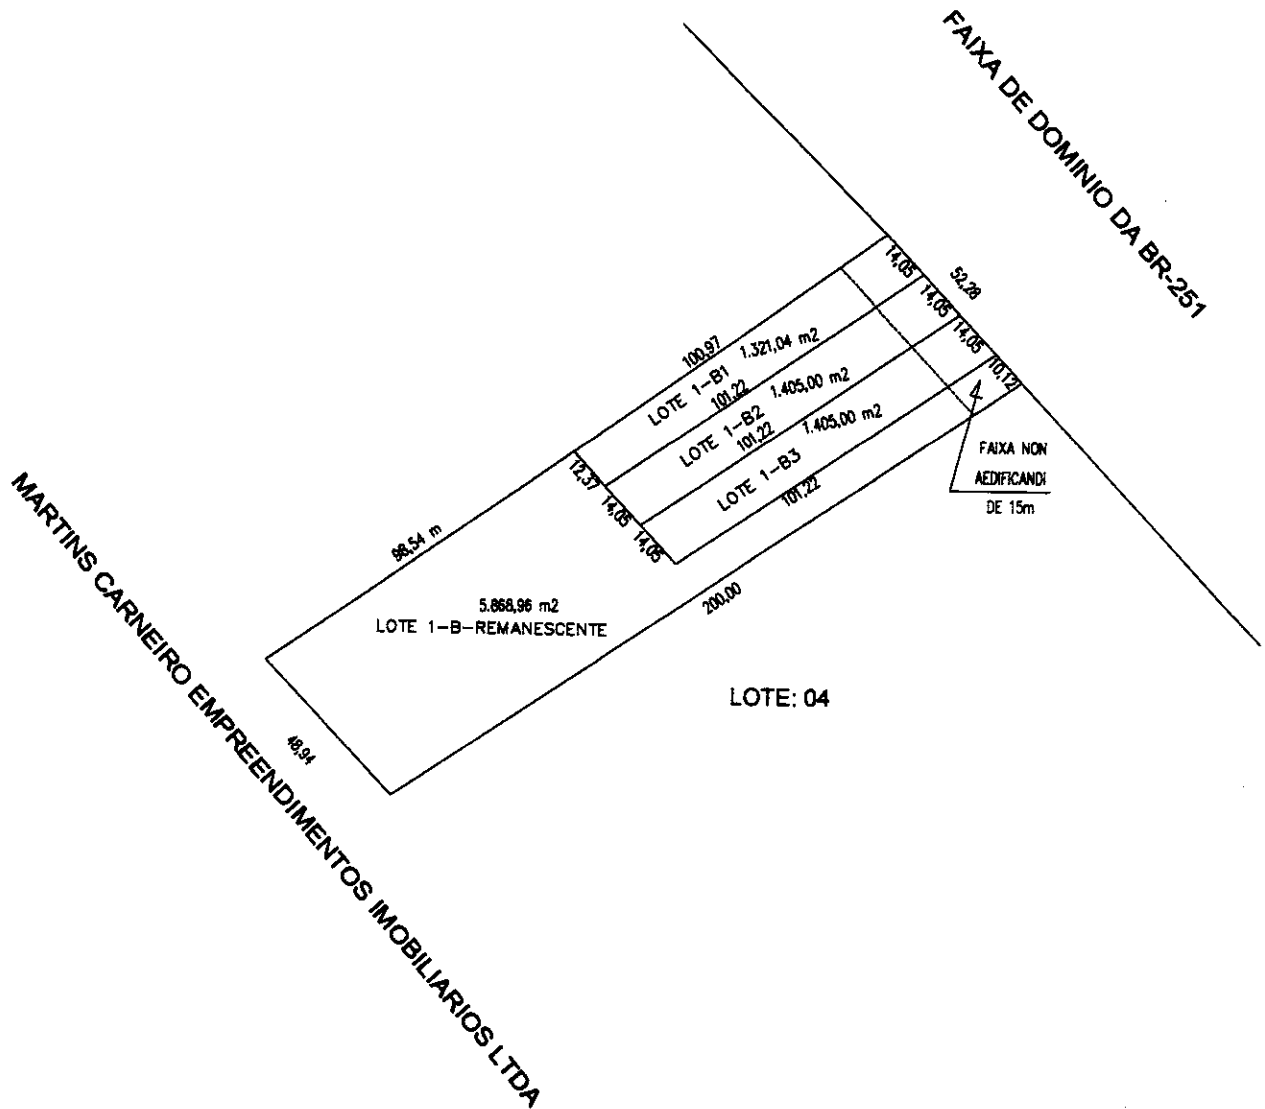 FAIXA DE DOMINIO DA BR-251
14,05
52,28
14,05
14,05
10,12
100,97
LOTE 1-B1 1.321,04 m2
101,22
LOTE 1-B2 1.405,00 m2
101,22
LOTE 1-B3 1.405,00 m2
101,22
FAIXA NON
AEDIFICANDI
DE 15m
12,37
14,05
14,05
98,54 m
5.868,96 m2
LOTE 1-B-REMANESCENTE
200,00
LOTE: 04
48,94
MARTINS CARNEIRO EMPREENDIMENTOS IMOBILIARIOS LTDA